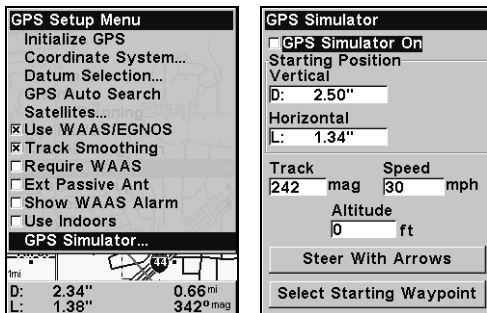 GPS Setup Menu
Initialize GPS
Coordinate System...
Datum Selection...
GPS Auto Search
Satellites...
Use WAAS/EGNOS
Track Smoothing
Require WAAS
Ext Passive Ant
Show WAAS Alarm
Use Indoors
GPS Simulator...
44
1mi
D: 2.34" 0.66 mi
L: 1.38" 342° mag
GPS Simulator
GPS Simulator On
Starting Position
Vertical
D: 2.50"
Horizontal
L: 1.34"
Track Speed
242 mag 30 mph
Altitude
0 ft
Steer With Arrows
Select Starting Waypoint